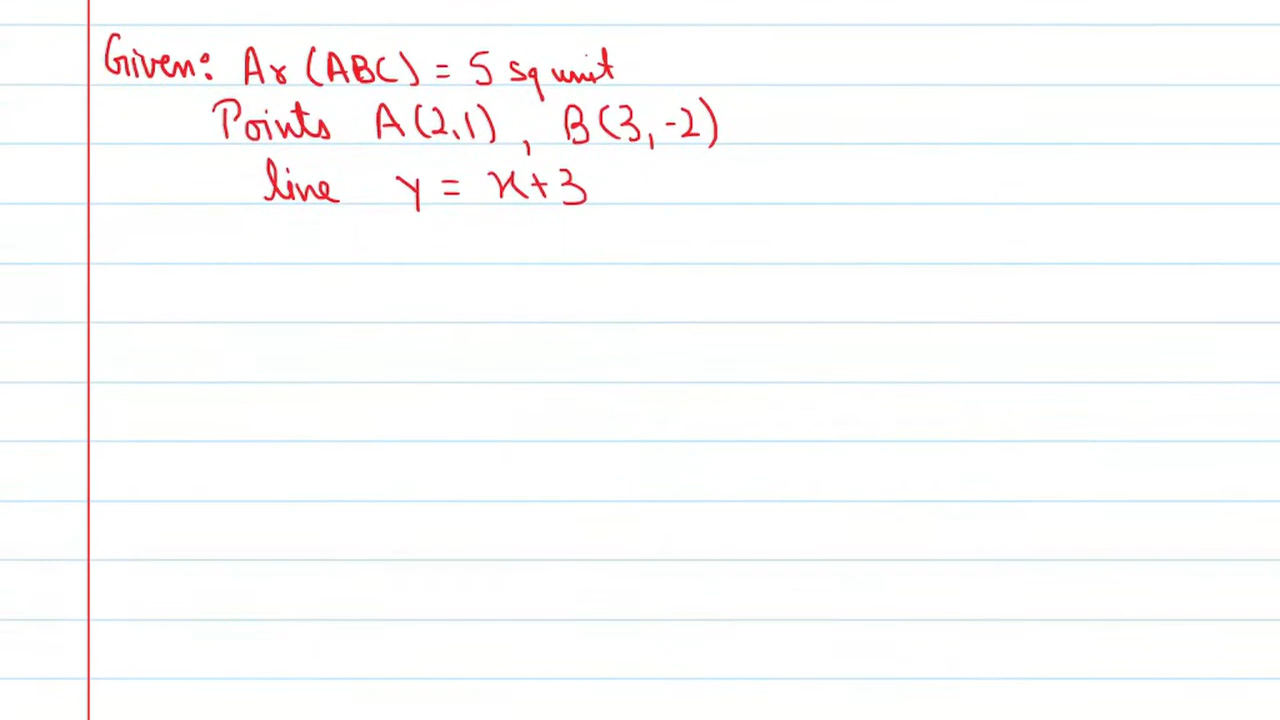 Given: Ar (ABC) = 5 sq unit
Points A(2,1) , B(3,-2)
line y = x+3